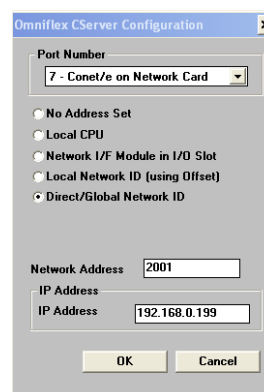 Omniflex CServer Configuration
Port Number
7 - Conet/e on Network Card
No Address Set
Local CPU
Network I/F Module in I/O Slot
Local Network ID (using Offset)
Direct/Global Network ID
Network Address 2001
IP Address
IP Address 192.168.0.199
OK Cancel